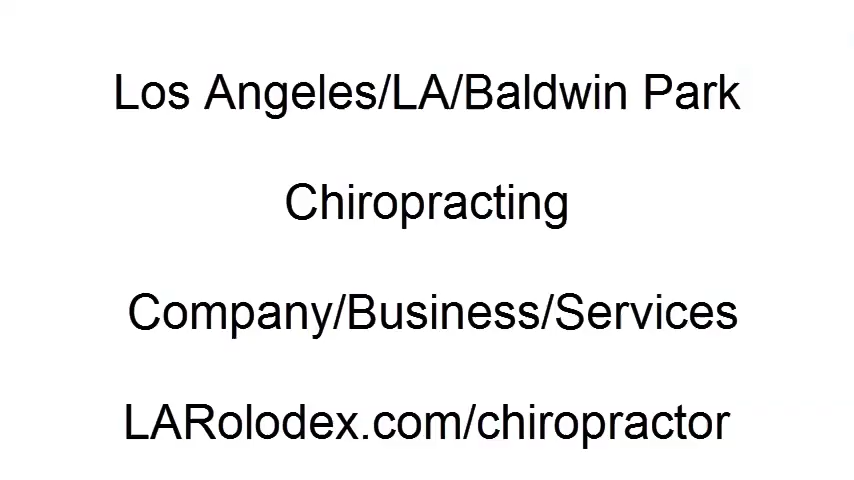 Los Angeles/LA/Baldwin Park
Chiropracting
Company/Business/Services
LARolodex.com/chiropractor